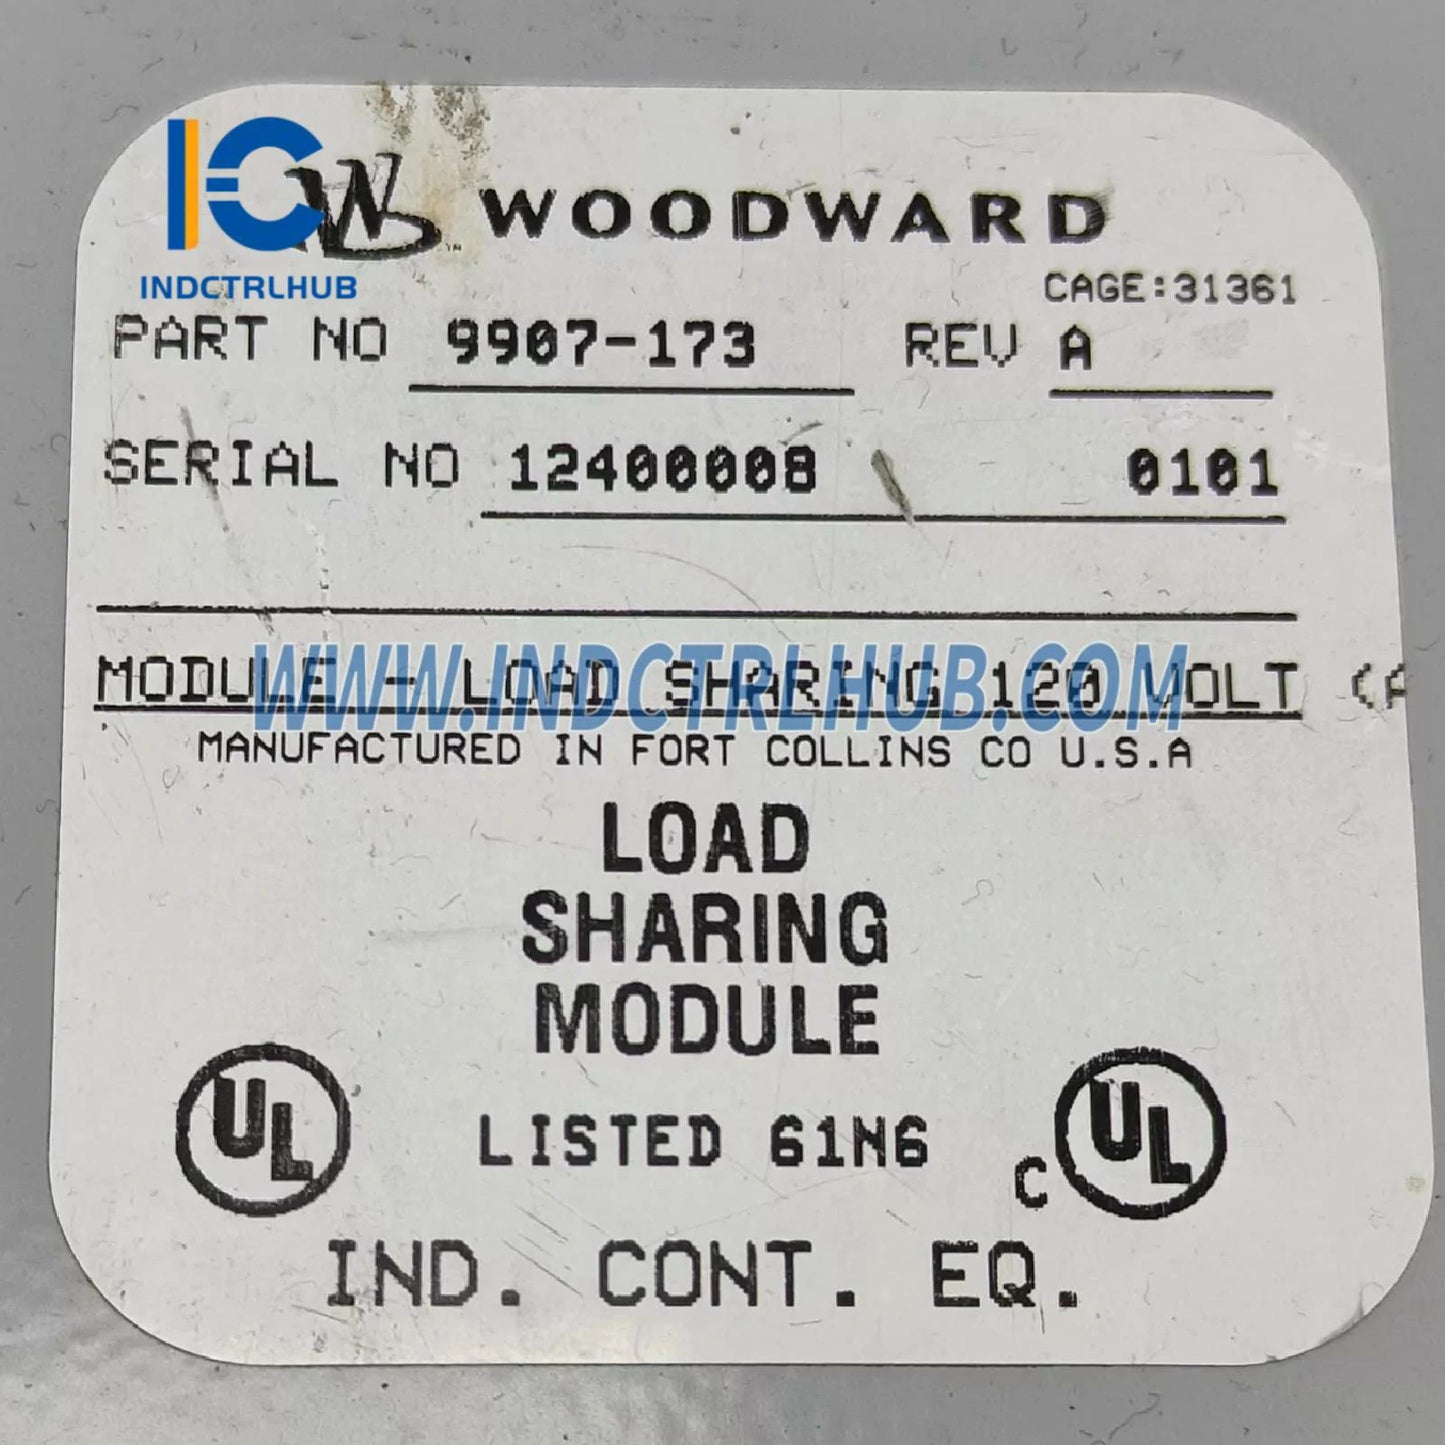 WOODWARD
INDCTRLHUB
CAGE:31361
PART NO 9907-173 REV A
SERIAL NO 12400008 0101
MODULE - LOAD SHARING 120 VOLT (A
WWW.INDCTRLHUB.COM
MANUFACTURED IN FORT COLLINS CO U.S.A
LOAD
SHARING
MODULE
UL LISTED 61N6 C UL
IND. CONT. EQ.